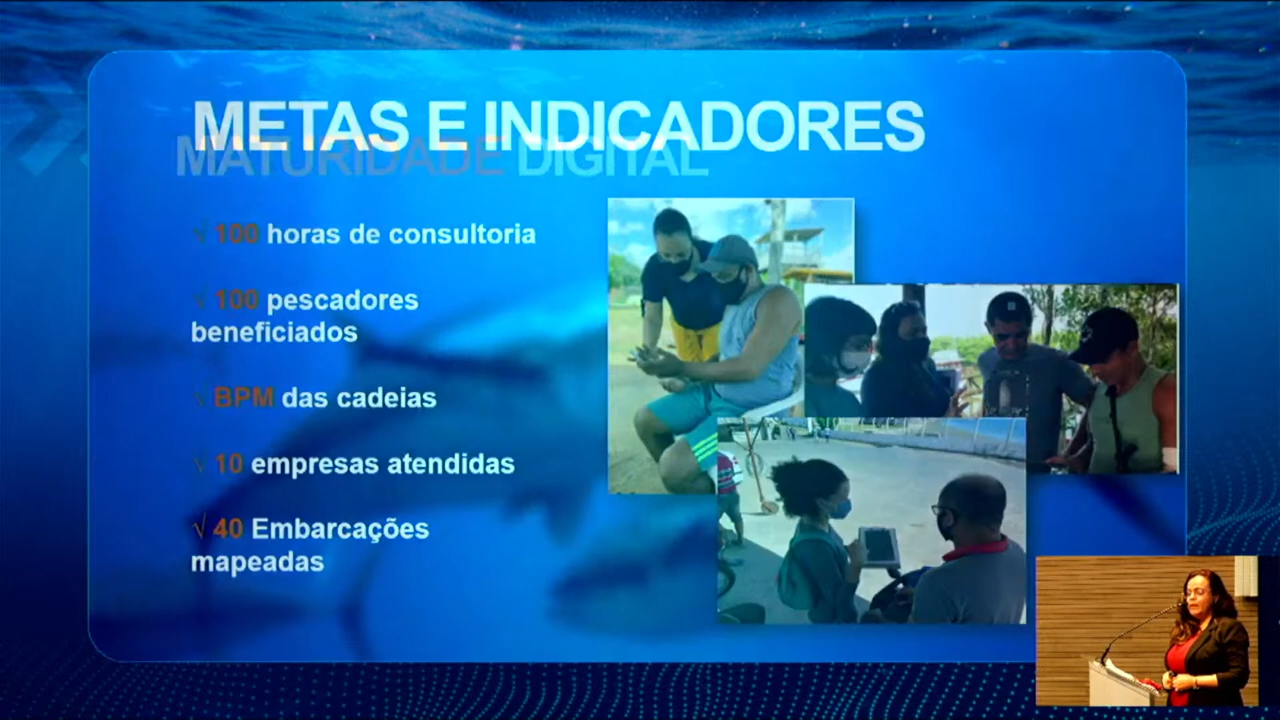 METAS E INDICADORES
MATURIDADE DIGITAL
√ 100 horas de consultoria
√ 100 pescadores
beneficiados
√ BPM das cadeias
√ 10 empresas atendidas
√ 40 Embarcações
mapeadas